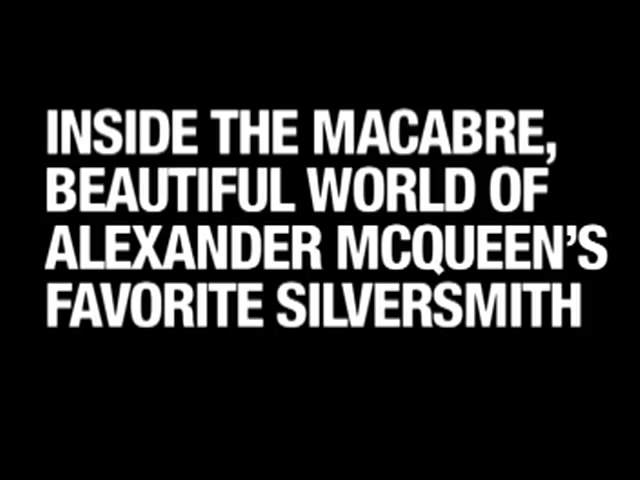 INSIDE THE MACABRE,
BEAUTIFUL WORLD OF
ALEXANDER MCQUEEN’S
FAVORITE SILVERSMITH